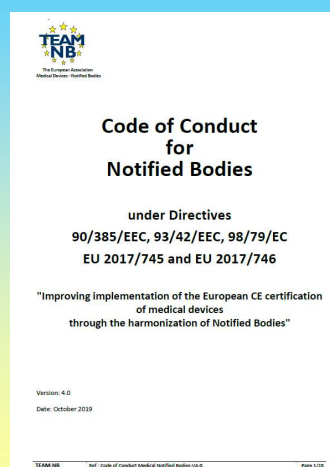 TEAM
NB
The European Association
Medical Devices - Notified Bodies
Code of Conduct
for
Notified Bodies
under Directives
90/385/EEC, 93/42/EEC, 98/79/EC
EU 2017/745 and EU 2017/746
"Improving implementation of the European CE certification
of medical devices
through the harmonization of Notified Bodies"
Version: 4.0
Date: October 2019
TEAM-NB Ref.: Code of Conduct Medical Notified Bodies V4.0 Page 1/28